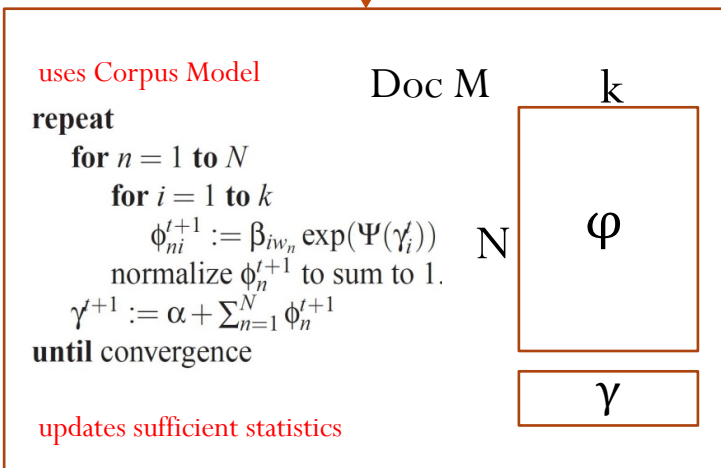 uses Corpus Model
Doc M
k
repeat
for n = 1 to N
for i = 1 to k
ϕ_{ni}^{t+1} := β_{iw_n} exp(Ψ(γ_i^t))
N
φ
normalize ϕ_n^{t+1} to sum to 1.
γ^{t+1} := α + ∑_{n=1}^{N} ϕ_n^{t+1}
until convergence
γ
updates sufficient statistics